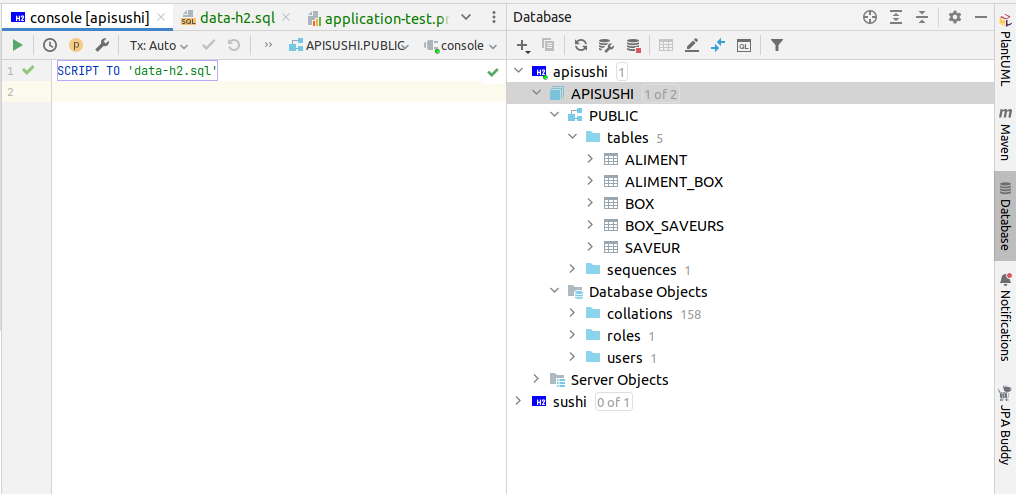 console [apisushi]
data-h2.sql
application-test.pr
Database
Tx: Auto
APISUSHI.PUBLIC
console
1
SCRIPT TO 'data-h2.sql'
2
apisushi 1
APISUSHI 1 of 2
PUBLIC
tables 5
ALIMENT
ALIMENT_BOX
BOX
BOX_SAVEURS
SAVEUR
sequences 1
Database Objects
collations 158
roles 1
users 1
Server Objects
sushi 0 of 1
PlantUML
Maven
Database
Notifications
JPA Buddy